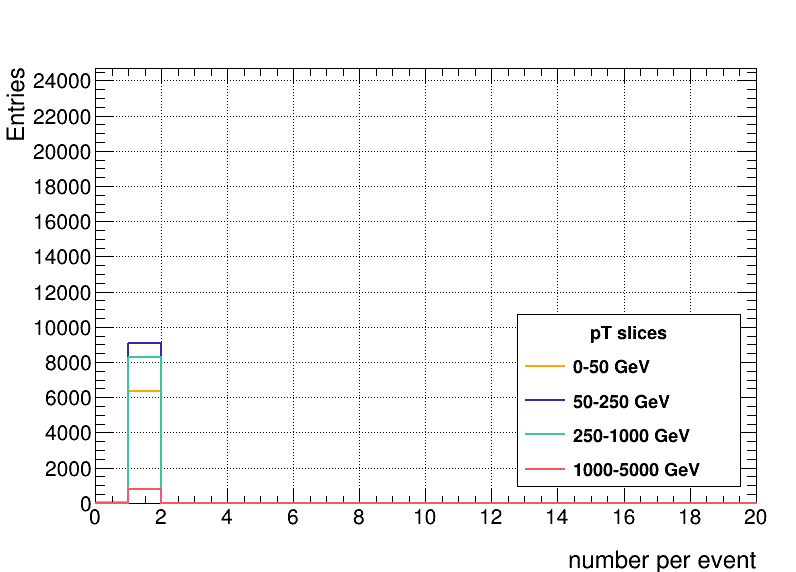 Entries
24000
22000
20000
18000
16000
14000
12000
10000
8000
6000
4000
2000
0
pT slices
0-50 GeV
50-250 GeV
250-1000 GeV
1000-5000 GeV
0 2 4 6 8 10 12 14 16 18 20
number per event